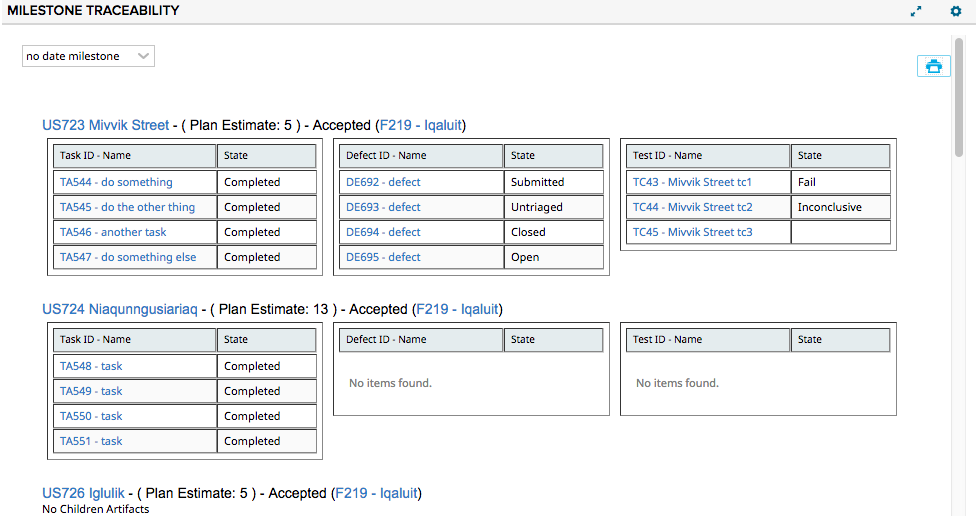 MILESTONE TRACEABILITY
no date milestone
US723 Mivvik Street - ( Plan Estimate: 5 ) - Accepted (F219 - Iqaluit)
Task ID - Name State Defect ID - Name State Test ID - Name State
TA544 - do something Completed DE692 - defect Submitted TC43 - Mivvik Street tc1 Fail
TA545 - do the other thing Completed DE693 - defect Untriaged TC44 - Mivvik Street tc2 Inconclusive
TA546 - another task Completed DE694 - defect Closed TC45 - Mivvik Street tc3
TA547 - do something else Completed DE695 - defect Open
US724 Niaqunngusiariaq - ( Plan Estimate: 13 ) - Accepted (F219 - Iqaluit)
Task ID - Name State Defect ID - Name State Test ID - Name State
TA548 - task Completed
TA549 - task Completed No items found. No items found.
TA550 - task Completed
TA551 - task Completed
US726 Iglulik - ( Plan Estimate: 5 ) - Accepted (F219 - Iqaluit)
No Children Artifacts